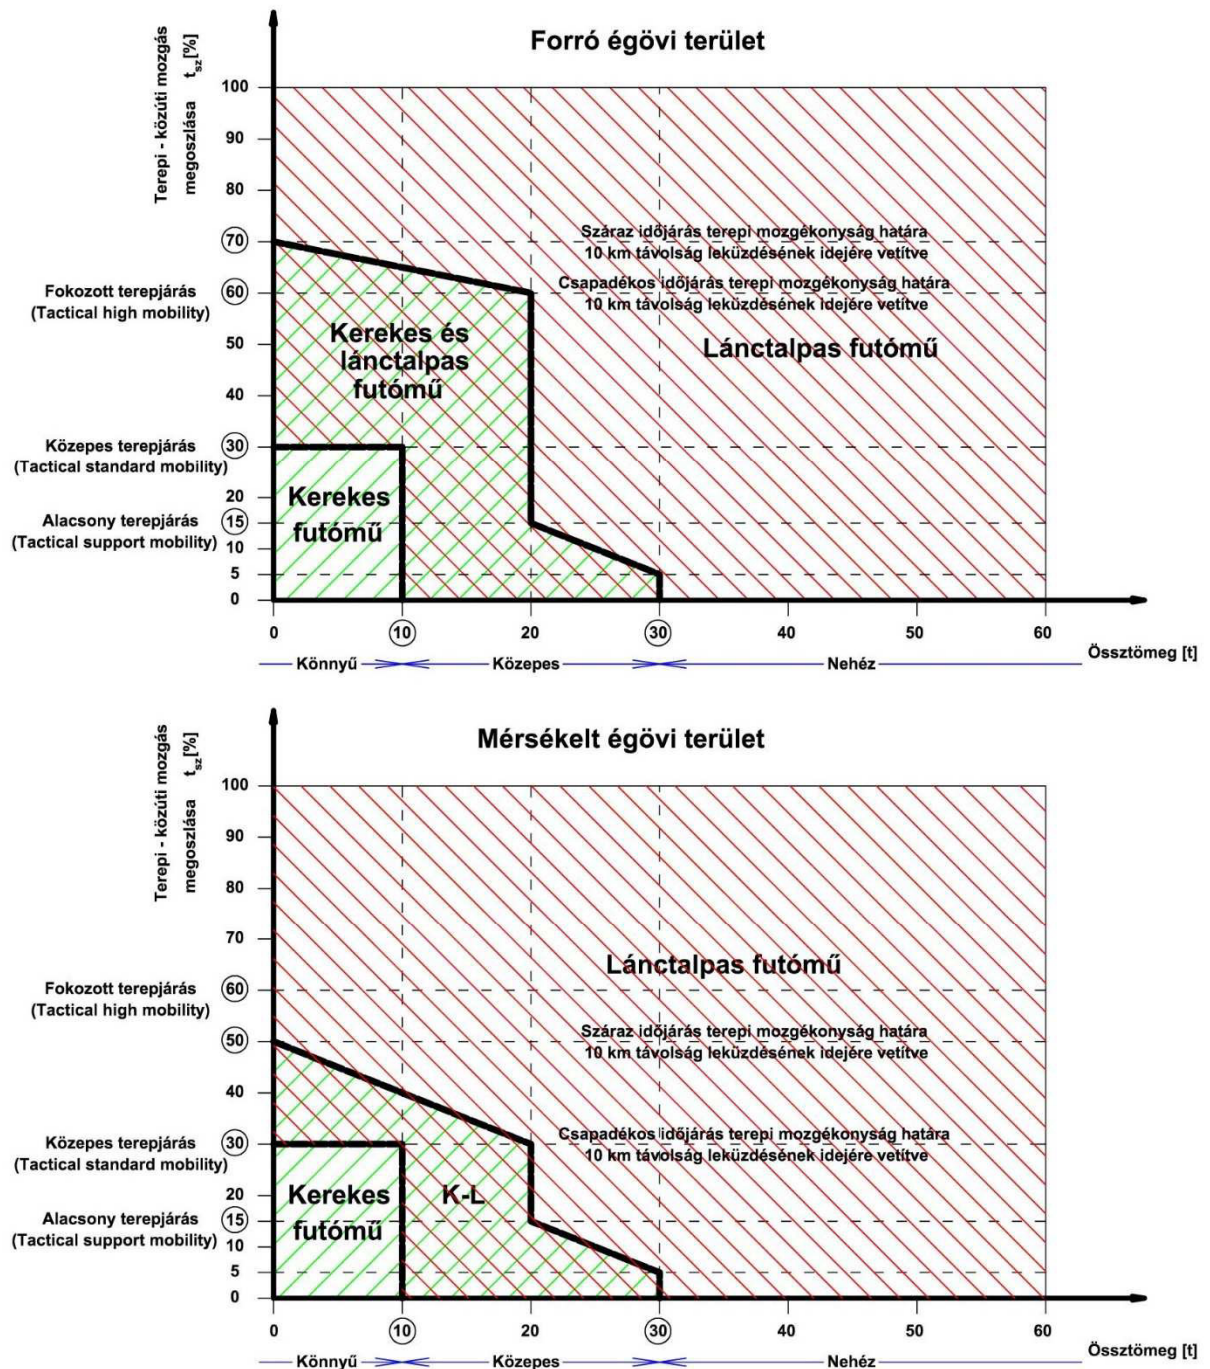 Forró égövi terület
Terepi - közúti mozgás
megoszlása t_sz [%]
100
90
80
70
Száraz időjárás terepi mozgékonyság határa
10 km távolság leküzdésének idejére vetítve
Fokozott terepjárás
(Tactical high mobility)
60
Csapadékos időjárás terepi mozgékonyság határa
10 km távolság leküzdésének idejére vetítve
50
Kerekes és
lánctalpas
futómű
Lánctalpas futómű
40
Közepes terepjárás
(Tactical standard mobility)
30
20
Kerekes
futómű
Alacsony terepjárás
(Tactical support mobility)
15
10
5
0
0 10 20 30 40 50 60
Össztömeg [t]
Könnyű Közepes Nehéz
Mérsékelt égövi terület
Terepi - közúti mozgás
megoszlása t_sz [%]
100
90
80
70
Lánctalpas futómű
Fokozott terepjárás
(Tactical high mobility)
60
50
Száraz időjárás terepi mozgékonyság határa
10 km távolság leküzdésének idejére vetítve
40
Közepes terepjárás
(Tactical standard mobility)
30
Csapadékos időjárás terepi mozgékonyság határa
10 km távolság leküzdésének idejére vetítve
20
Kerekes
futómű
K-L
Alacsony terepjárás
(Tactical support mobility)
15
10
5
0
0 10 20 30 40 50 60
Össztömeg [t]
Könnyű Közepes Nehéz